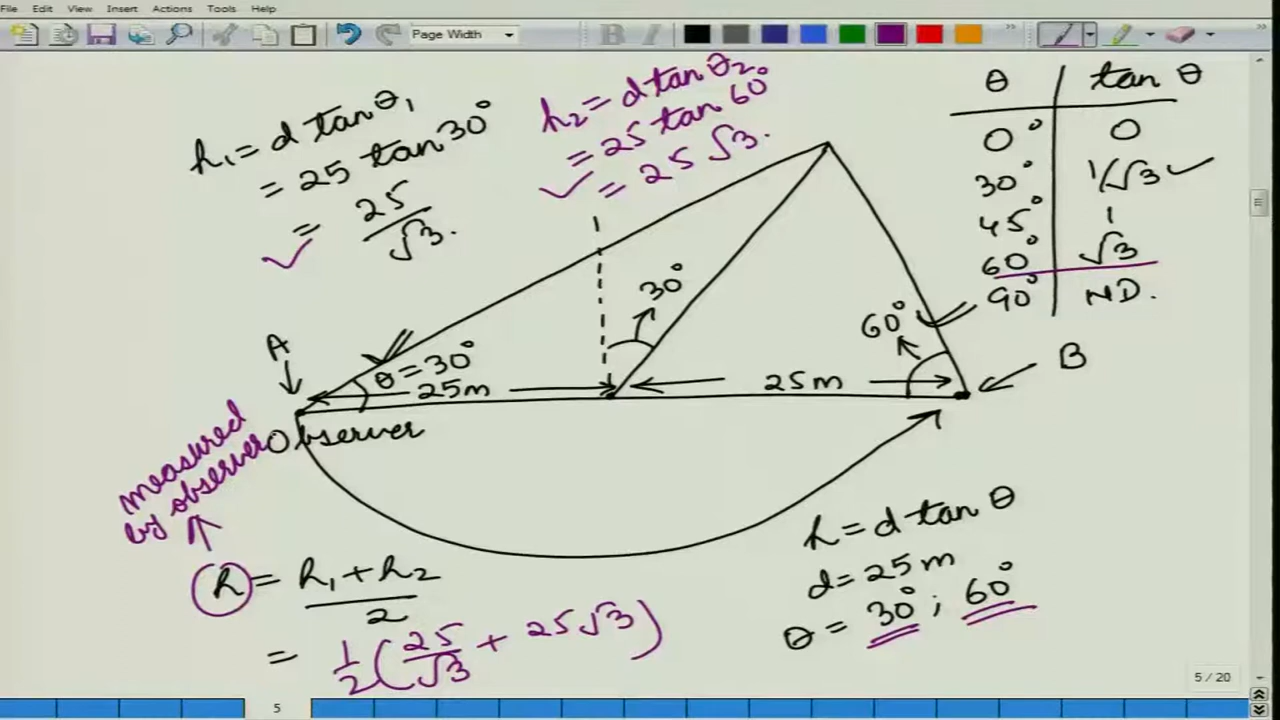 File Edit View Insert Actions Tools Help
Page Width
h₁ = d tan θ₁
= 25 tan 30°
= 25/√3.
h₂ = d tan θ₂
= 25 tan 60°
= 25 √3.
θ | tan θ
0° | 0
30° | 1/√3
45° | 1
60° | √3
90° | N D.
30°
60°
A
θ = 30°
25m
25m
B
Observer
measured
by observer
h = (h₁ + h₂)/2
= 1/2 (25/√3 + 25√3)
h = d tan θ
d = 25 m
θ = 30° ; 60°
5 / 20
5